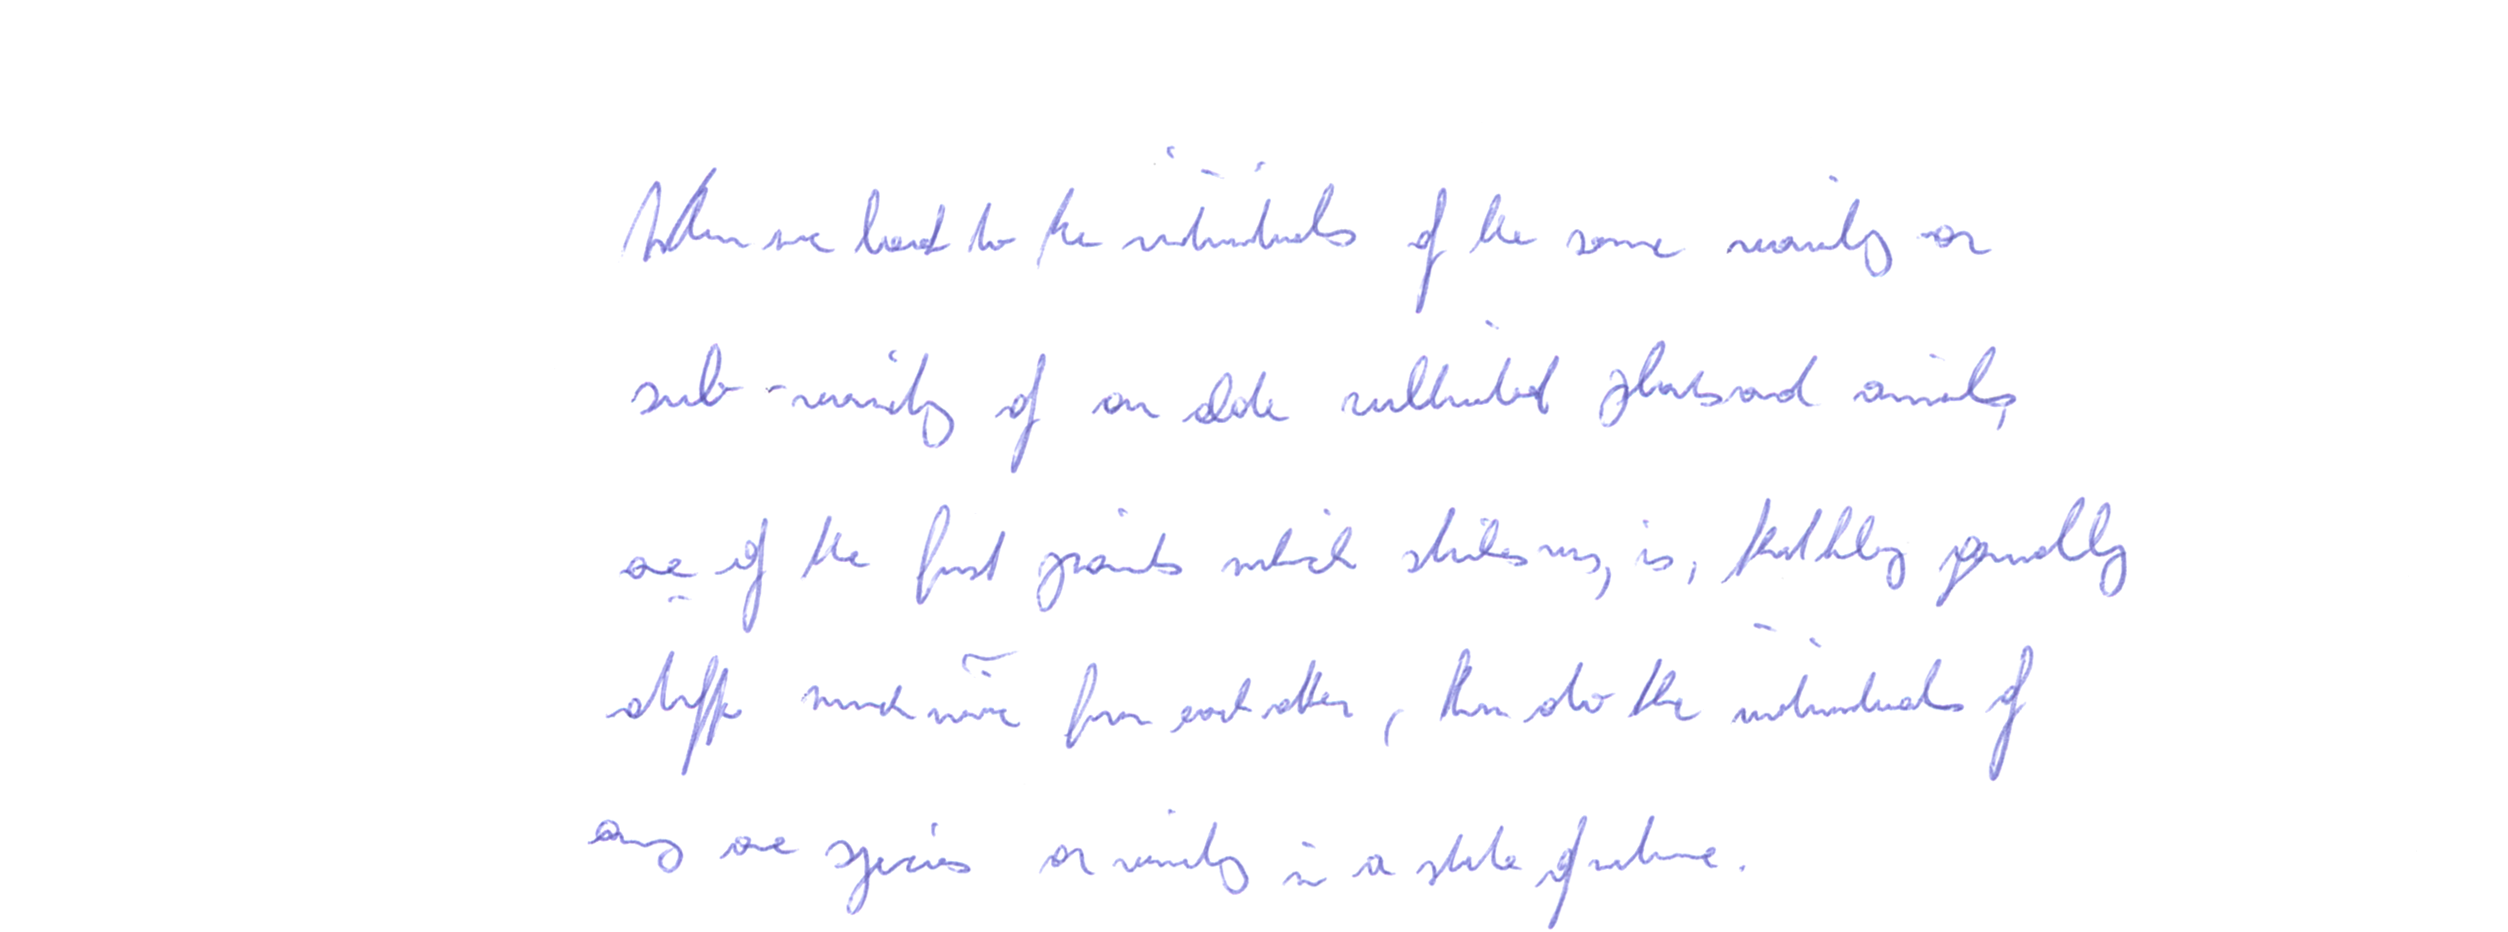 When we look to the individuals of the same variety or
sub-variety of our older cultivated plants and animals,
one of the first points which strikes us, is, that they generally
differ much more from each other, than do the individuals of
any one species or variety in a state of nature.